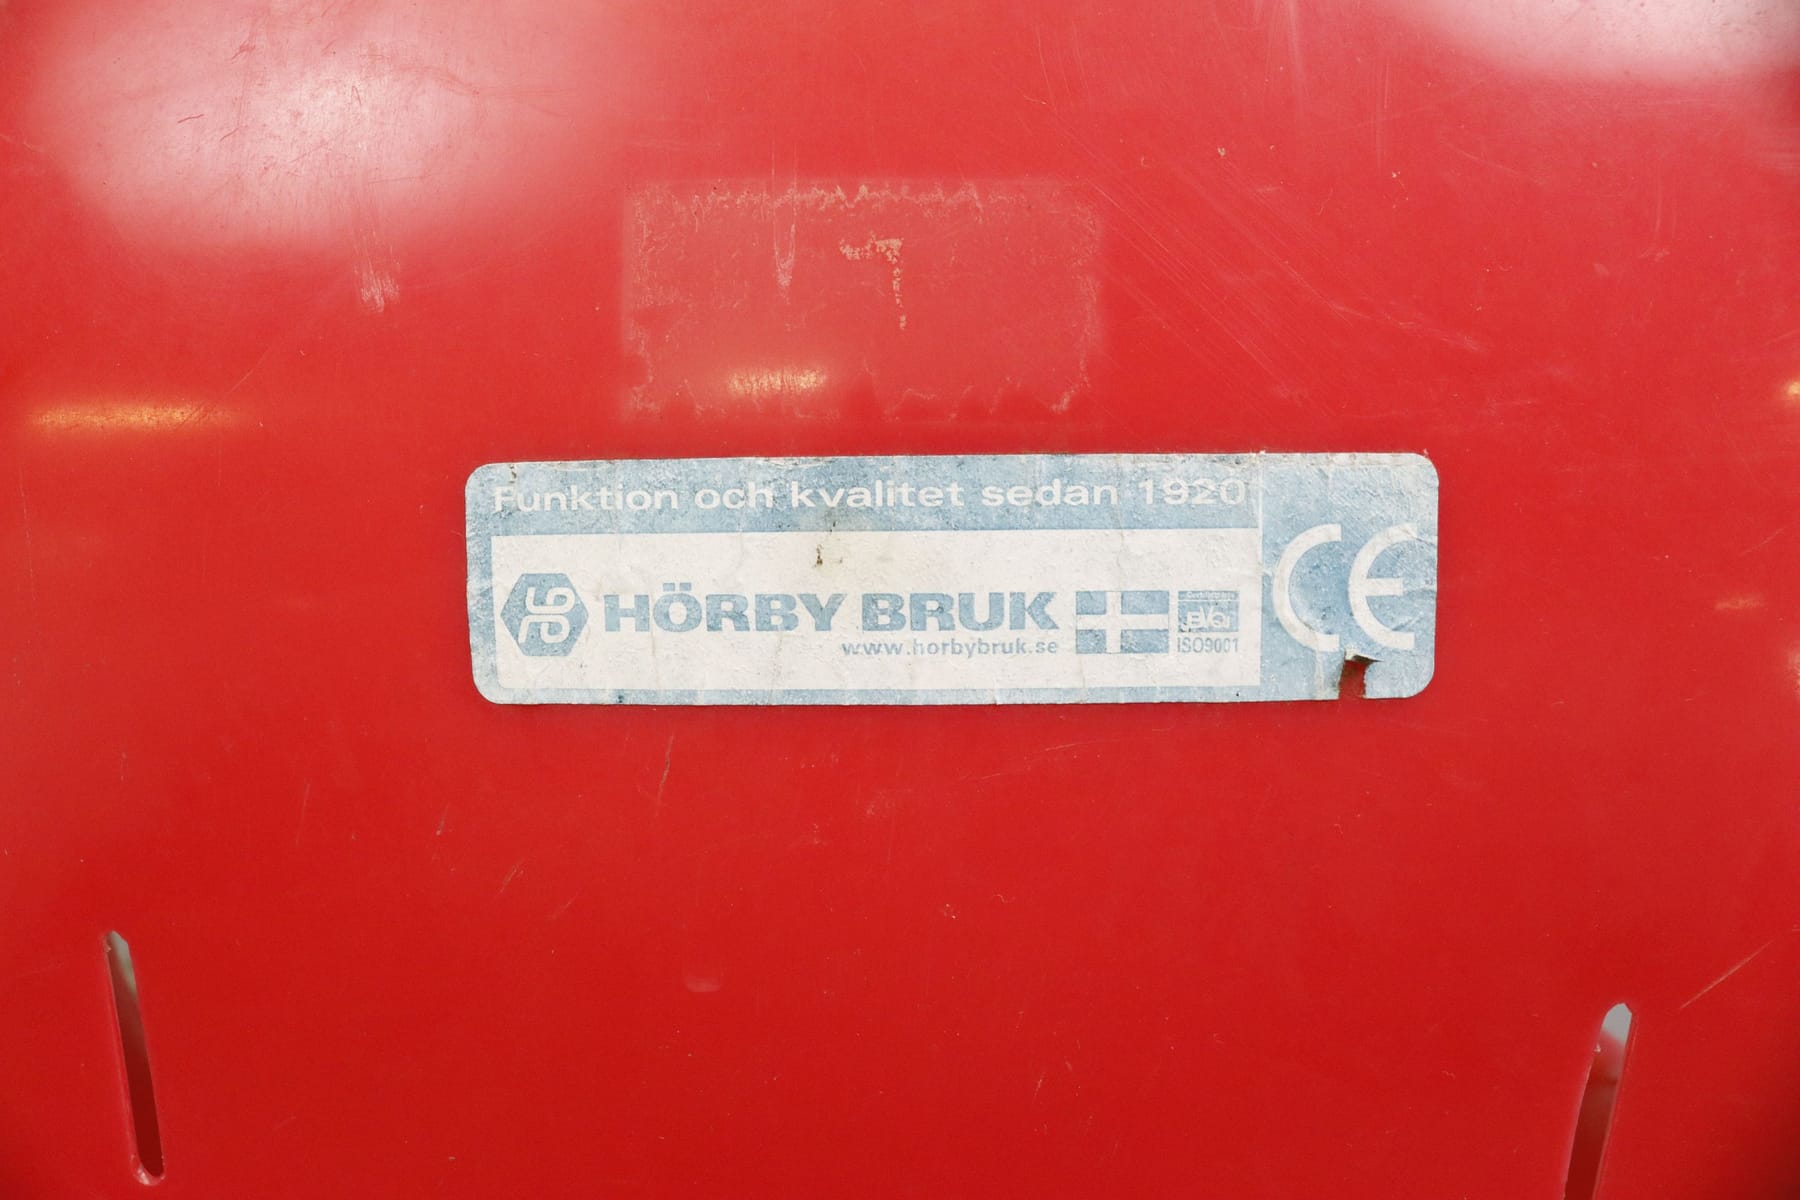 Funktion och kvalitet sedan 1920
HÖRBY BRUK
www.horbybruk.se
ISO9001
CE